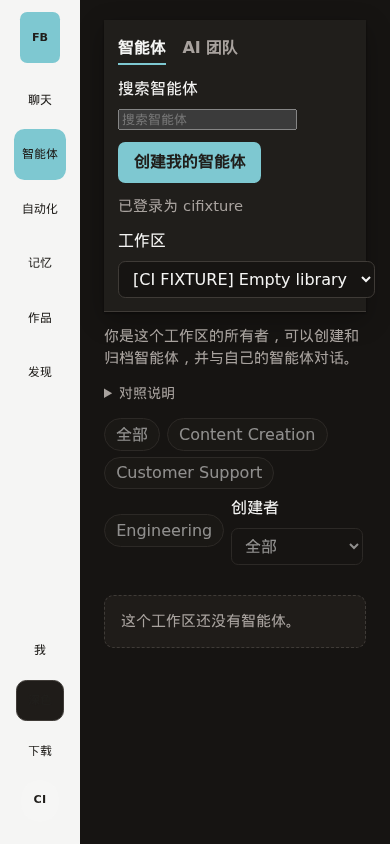 FB
聊天
智能体
自动化
记忆
作品
发现
我
下载
CI
智能体 AI 团队
搜索智能体
搜索智能体
创建我的智能体
已登录为 cifixture
工作区
[CI FIXTURE] Empty library
你是这个工作区的所有者，可以创建和
归档智能体，并与自己的智能体对话。
▶ 对照说明
全部 Content Creation
Customer Support
Engineering
创建者
全部
这个工作区还没有智能体。